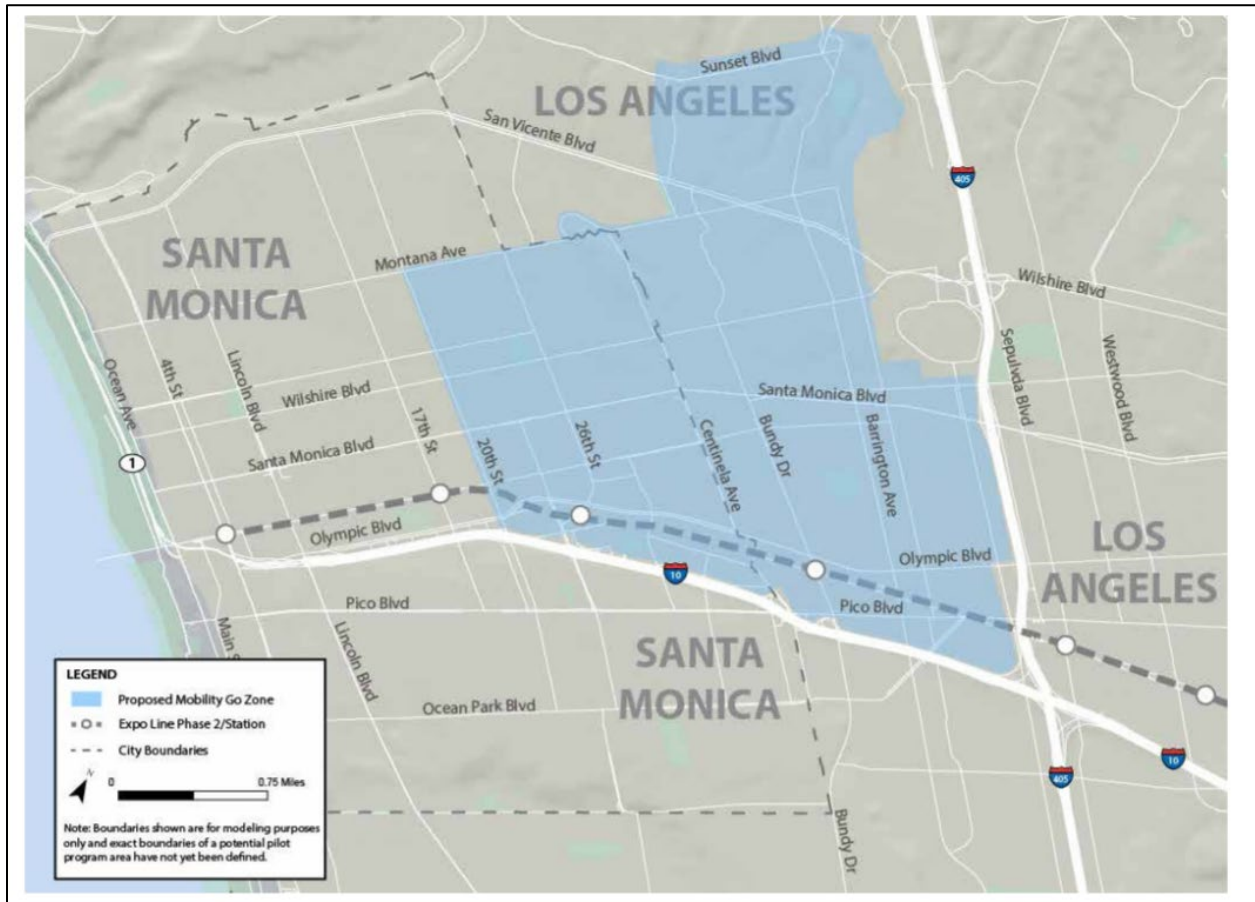 Sunset Blvd
LOS ANGELES
San Vicente Blvd
405
SANTA
MONICA
Montana Ave
Wilshire Blvd
Ocean Ave
4th St
Lincoln Blvd
Wilshire Blvd
17th St
Santa Monica Blvd
20th St
26th St
Centinela Ave
Bundy Dr
Santa Monica Blvd
Barrington Ave
Sepulvda Blvd
Westwood Blvd
1
Olympic Blvd
Olympic Blvd
LOS
ANGELES
10
Pico Blvd
Pico Blvd
Main S
Lincoln Blvd
SANTA
MONICA
Ocean Park Blvd
10
405
Bundy Dr
LEGEND
Proposed Mobility Go Zone
Expo Line Phase 2/Station
City Boundaries
N
0 0.75 Miles
Note: Boundaries shown are for modeling purposes
only and exact boundaries of a potential pilot
program area have not yet been defined.